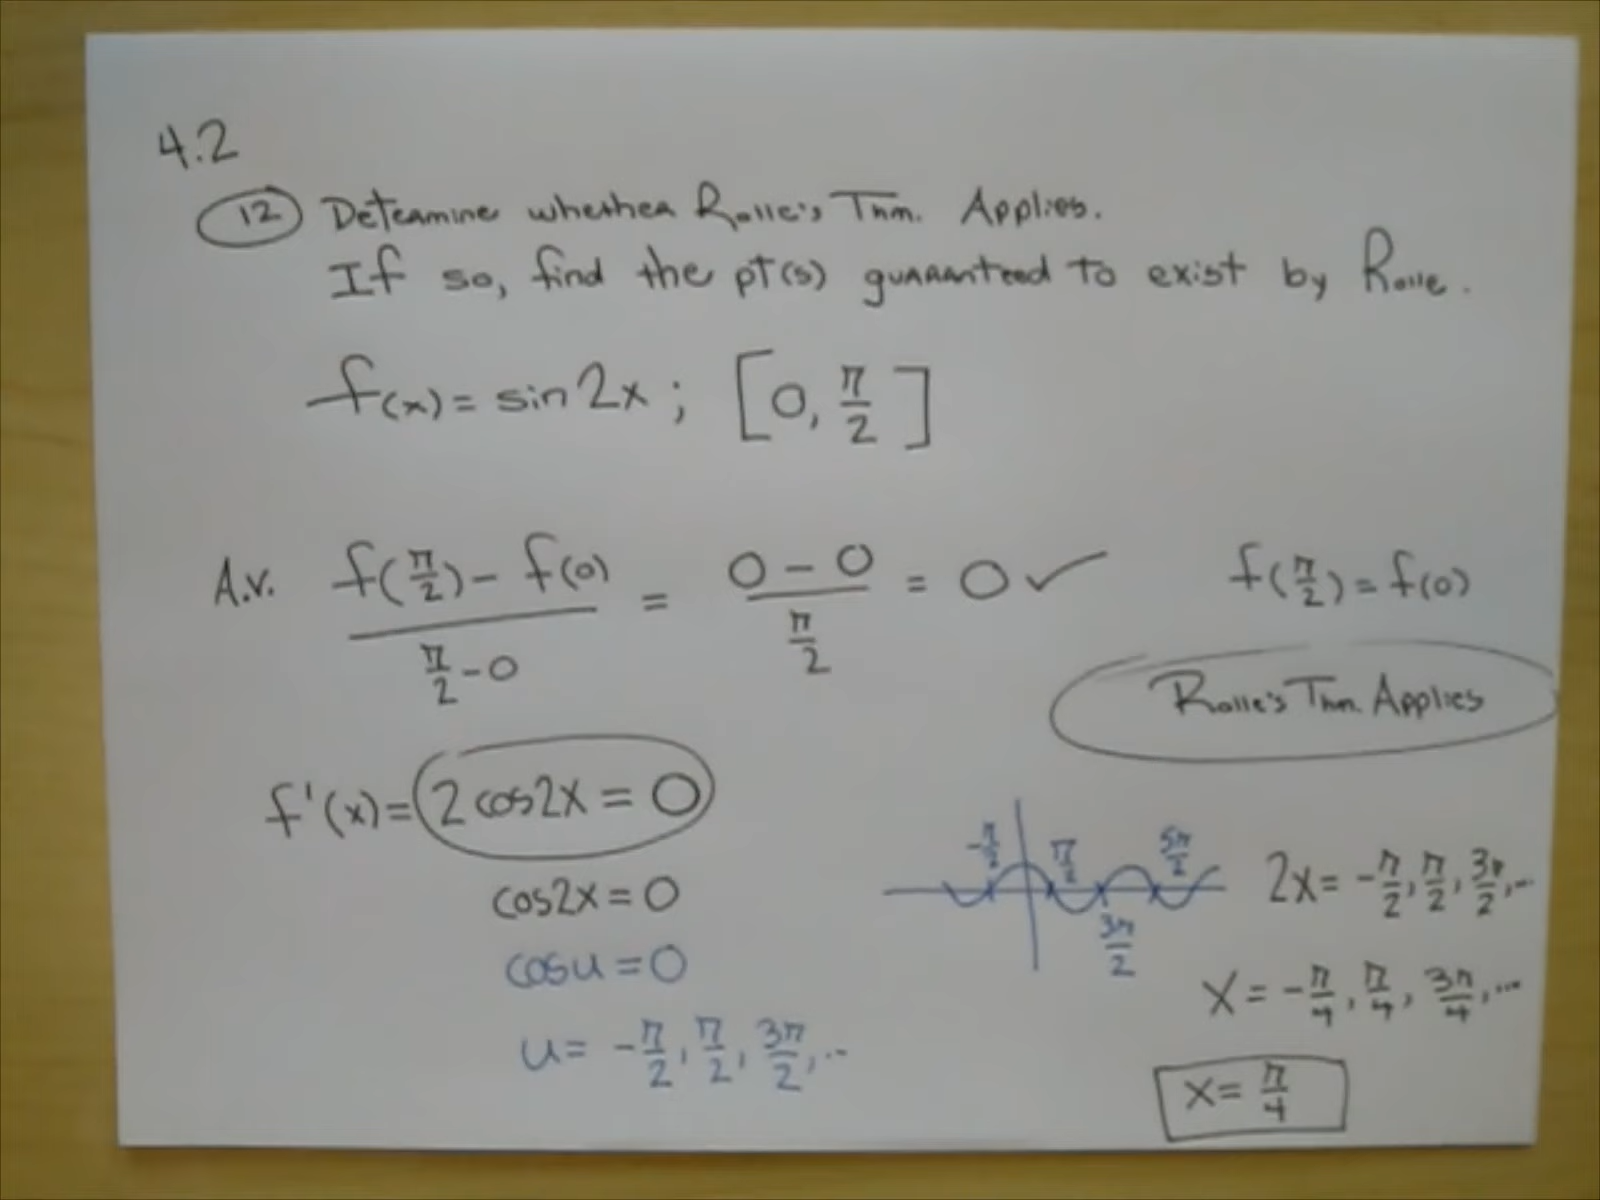 4.2
12 Determine whether Rolle's Thm. Applies.
If so, find the pt(s) guaranteed to exist by Rolle.
f(x) = sin 2x ; [0, π/2]
A.V. (f(π/2) - f(0))/(π/2 - 0) = (0 - 0)/(π/2) = 0 ✓ f(π/2) = f(0)
Rolle's Thm. Applies
f'(x) = 2 cos2x = 0
cos2x = 0
cos u = 0
u = -π/2, π/2, 3π/2, ..
-π/2 π/2 3π/2 5π/2
2x = -π/2, π/2, 3π/2, ...
x = -π/4, π/4, 3π/4, ...
x = π/4